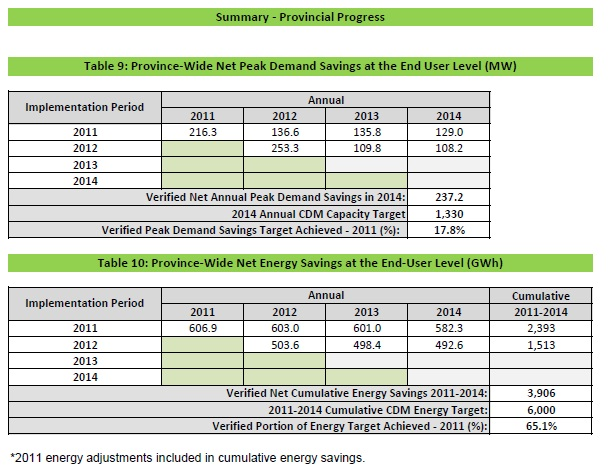 Summary - Provincial Progress
Table 9: Province-Wide Net Peak Demand Savings at the End User Level (MW)
Implementation Period Annual
2011 2012 2013 2014
2011 216.3 136.6 135.8 129.0
2012 253.3 109.8 108.2
2013
2014
Verified Net Annual Peak Demand Savings in 2014: 237.2
2014 Annual CDM Capacity Target 1,330
Verified Peak Demand Savings Target Achieved - 2011 (%): 17.8%
Table 10: Province-Wide Net Energy Savings at the End-User Level (GWh)
Implementation Period Annual Cumulative
2011 2012 2013 2014 2011-2014
2011 606.9 603.0 601.0 582.3 2,393
2012 503.6 498.4 492.6 1,513
2013
2014
Verified Net Cumulative Energy Savings 2011-2014: 3,906
2011-2014 Cumulative CDM Energy Target: 6,000
Verified Portion of Energy Target Achieved - 2011 (%): 65.1%
*2011 energy adjustments included in cumulative energy savings.